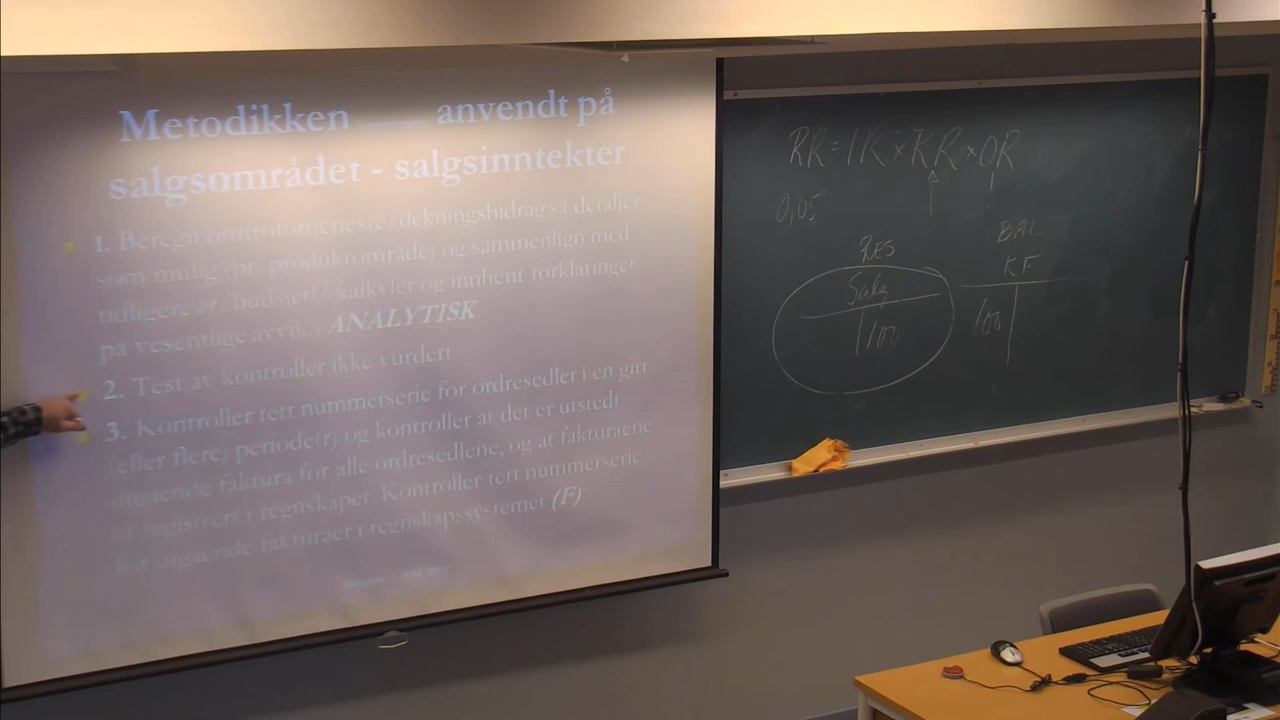 Metodikken ....... anvendt på
salgsområdet - salgsinntekter
1. Beregn bruttofortjeneste / dekningsbidrag så detaljert
som mulig (pr. produktområde) og sammenlign med
tidligere år / budsjett / kalkyler og innhent forklaringer
på vesentlige avvik. ANALYTISK
2. Test av kontroller ikke vurdert
3. Kontroller tett nummerserie for ordresedler i en gitt
eller flere) periode(r) og kontroller at det er utstedt
utgående faktura for alle ordresedlene, og at fakturaene
er registrert i regnskapet. Kontroller tett nummerserie
for utgående fakturaer i regnskapssystemet (F)
RR = IR x KR x OR
0,05
RES
BAL
Salg
KF
100
100